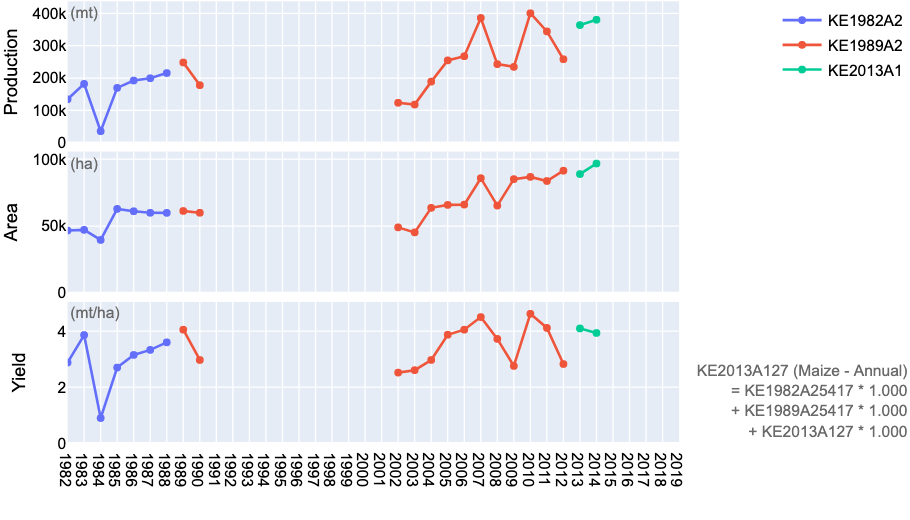 400k
(mt)
300k
200k
100k
0
Production
KE1982A2
KE1989A2
KE2013A1
100k
(ha)
50k
0
Area
(mt/ha)
4
2
0
Yield
KE2013A127 (Maize - Annual)
= KE1982A25417 * 1.000
+ KE1989A25417 * 1.000
+ KE2013A127 * 1.000
1982
1983
1984
1985
1986
1987
1988
1989
1990
1991
1992
1993
1994
1995
1996
1997
1998
1999
2000
2001
2002
2003
2004
2005
2006
2007
2008
2009
2010
2011
2012
2013
2014
2015
2016
2017
2018
2019